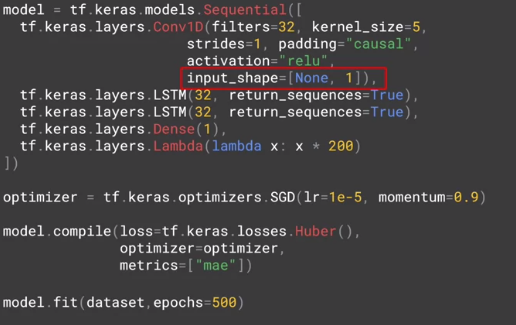 model = tf.keras.models.Sequential([
  tf.keras.layers.Conv1D(filters=32, kernel_size=5,
                         strides=1, padding="causal",
                         activation="relu",
                         input_shape=[None, 1]),
  tf.keras.layers.LSTM(32, return_sequences=True),
  tf.keras.layers.LSTM(32, return_sequences=True),
  tf.keras.layers.Dense(1),
  tf.keras.layers.Lambda(lambda x: x * 200)
])
optimizer = tf.keras.optimizers.SGD(lr=1e-5, momentum=0.9)
model.compile(loss=tf.keras.losses.Huber(),
              optimizer=optimizer,
              metrics=["mae"])
model.fit(dataset,epochs=500)